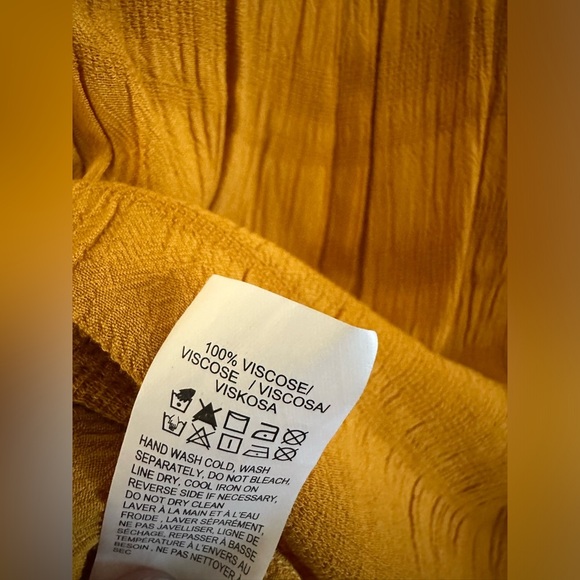 100% VISCOSE/
VISCOSE / VISCOSA/
VISKOSA
HAND WASH COLD, WASH
SEPARATELY, DO NOT BLEACH.
LINE DRY, COOL IRON ON
REVERSE SIDE IF NECESSARY,
DO NOT DRY CLEAN
LAVER À LA MAIN ET À L'EAU
FROIDE , LAVER SÉPARÉMENT,
NE PAS JAVELLISER, LIGNE DE
SÉCHAGE, REPASSER À BASSE
TEMPÉRATURE À L'ENVERS AU
BESOIN , NE PAS NETTOYER À
SEC